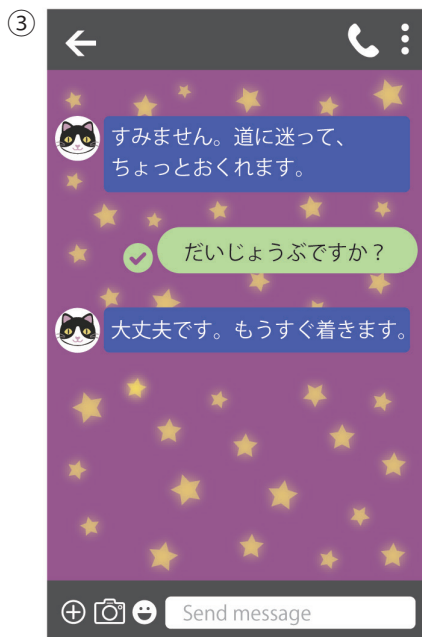 ③
すみません。道に迷って、
ちょっとおくれます。
だいじょうぶですか？
大丈夫です。もうすぐ着きます。
Send message